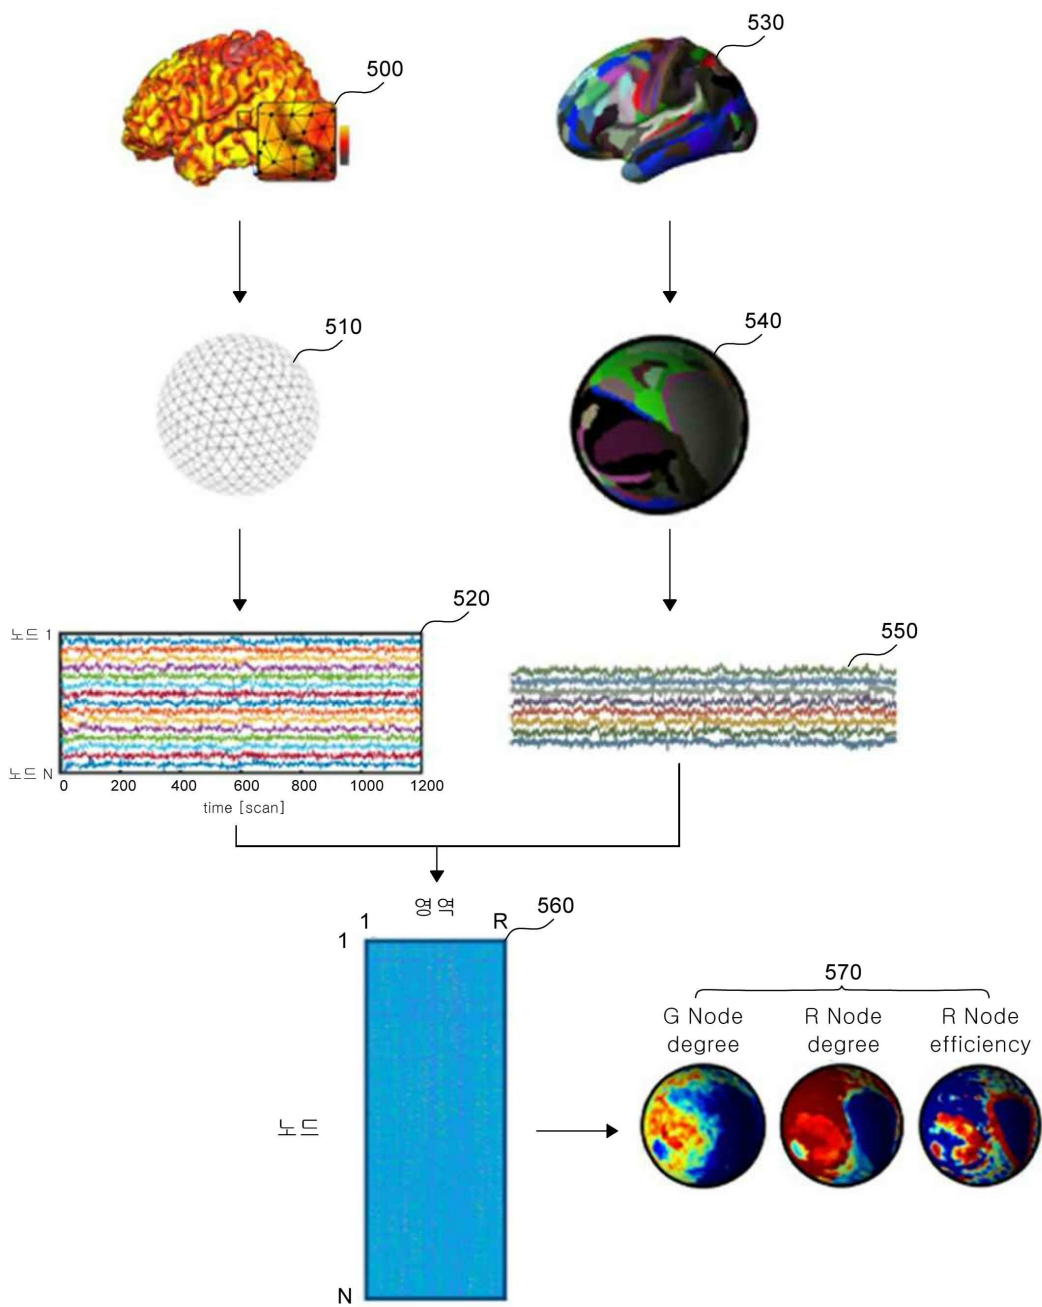 530
500
510
540
520
노드 1
550
노드 N
0 200 400 600 800 1000 1200
time [scan]
영역
1 R
560
1
570
G Node degree
R Node degree
R Node efficiency
노드
N